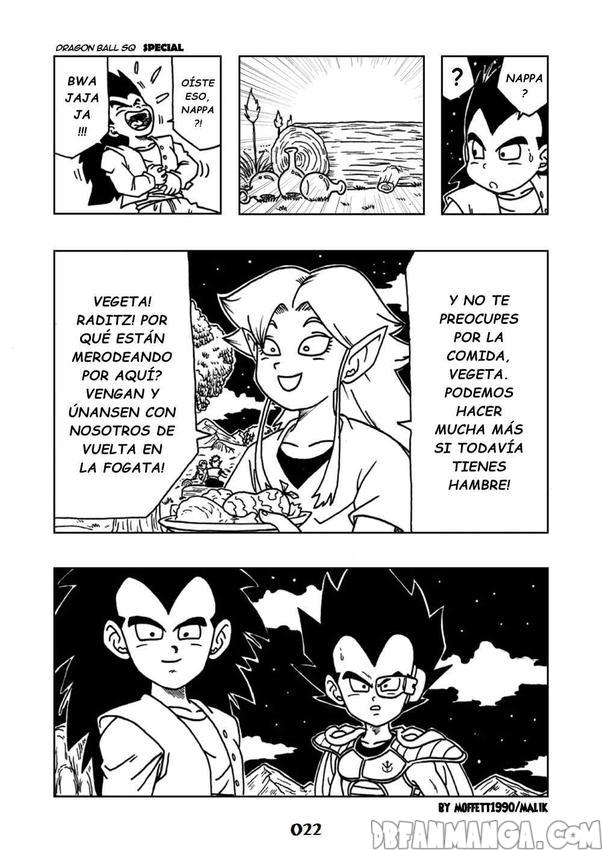 DRAGON BALL SQ SPECIAL
BWA
JAJA
JA
!!!
OÍSTE
ESO,
NAPPA
?!
?
NAPPA
?
VEGETA!
RADITZ! POR
QUÉ ESTÁN
MERODEANDO
POR AQUÍ?
VENGAN Y
ÚNANSEN CON
NOSOTROS DE
VUELTA EN
LA FOGATA!
Y NO TE
PREOCUPES
POR LA
COMIDA,
VEGETA.
PODEMOS
HACER
MUCHA MÁS
SI TODAVÍA
TIENES
HAMBRE!
BY MOFFETT1990/MALIK
022
DBFANMANGA.COM